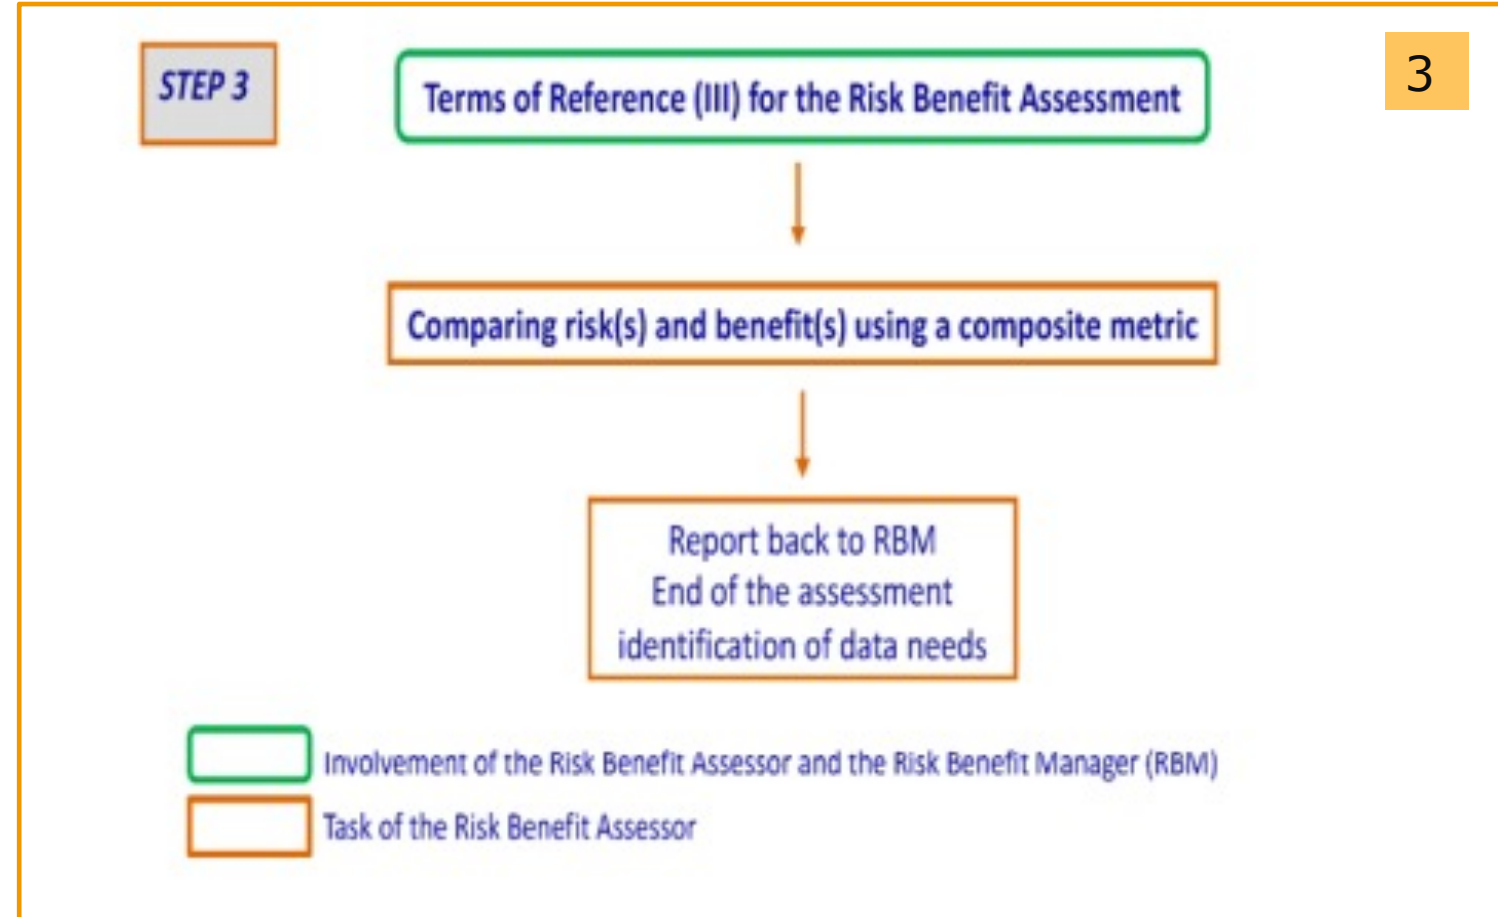 STEP 3
Terms of Reference (III) for the Risk Benefit Assessment
3
Comparing risk(s) and benefit(s) using a composite metric
Report back to RBM
End of the assessment
identification of data needs
Involvement of the Risk Benefit Assessor and the Risk Benefit Manager (RBM)
Task of the Risk Benefit Assessor